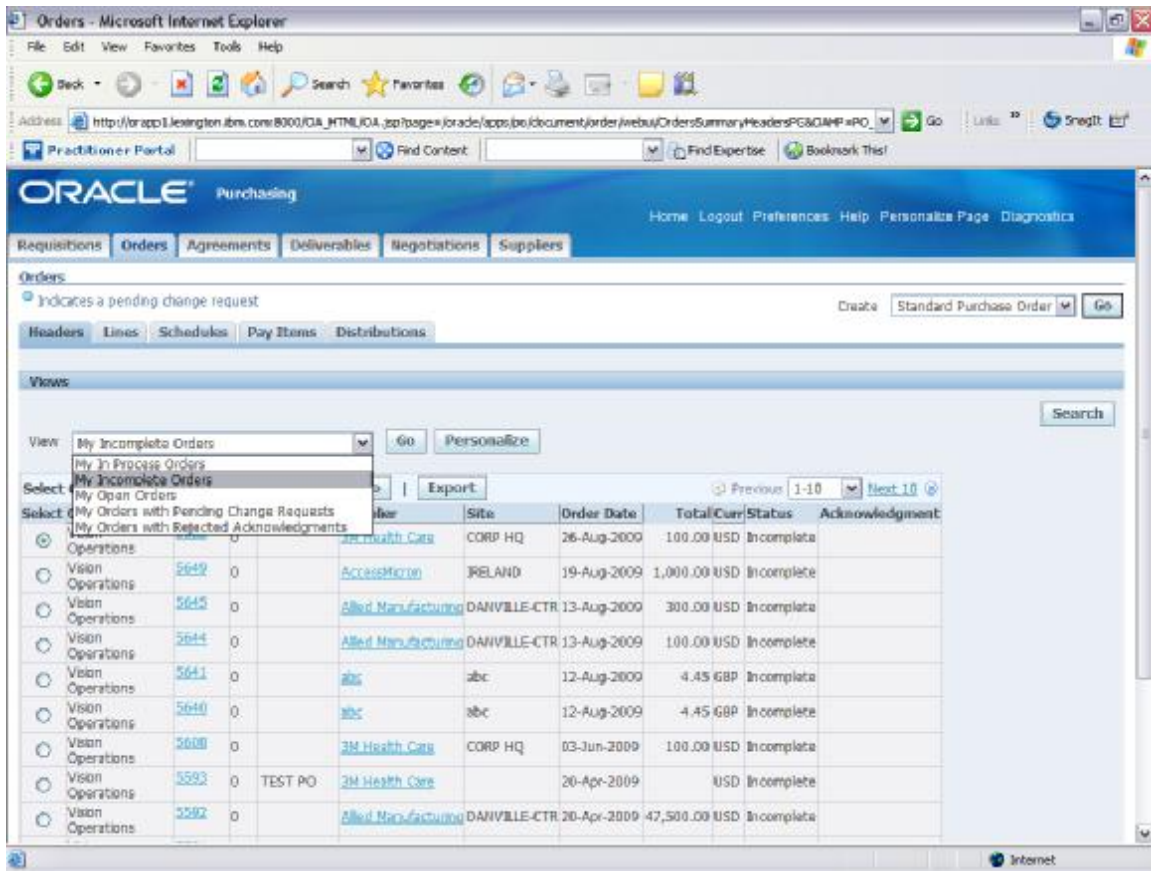 Orders - Microsoft Internet Explorer
File Edit View Favorites Tools Help
Back Search Favorites
Address http://orapp1.lexington.ibm.com:8000/OA_HTML/OA.jsp?page=/oracle/apps/po/document/order/webui/OrdersSummaryHeadersPG&OAHP=PO_ Go Links » SnagIt
Practitioner Portal Find Content Find Expertise Bookmark This!
ORACLE Purchasing
Home Logout Preferences Help Personalize Page Diagnostics
Requisitions Orders Agreements Deliverables Negotiations Suppliers
Orders
Indicates a pending change request
Create Standard Purchase Order Go
Headers Lines Schedules Pay Items Distributions
Views
Search
View My Incomplete Orders Go Personalize
My In Process Orders
My Incomplete Orders
My Open Orders
My Orders with Pending Change Requests
My Orders with Rejected Acknowledgments
Select | Export Previous 1-10 Next 10
Select Site Order Date Total Curr Status Acknowledgment
Operations 0 3M Health Care CORP HQ 26-Aug-2009 100.00 USD Incomplete
Vision Operations 5649 0 AccessMicron IRELAND 19-Aug-2009 1,000.00 USD Incomplete
Vision Operations 5645 0 Allied Manufacturing DANVILLE-CTR 13-Aug-2009 300.00 USD Incomplete
Vision Operations 5644 0 Allied Manufacturing DANVILLE-CTR 13-Aug-2009 100.00 USD Incomplete
Vision Operations 5641 0 abc abc 12-Aug-2009 4.45 GBP Incomplete
Vision Operations 5640 0 abc abc 12-Aug-2009 4.45 GBP Incomplete
Vision Operations 5608 0 3M Health Care CORP HQ 03-Jun-2009 100.00 USD Incomplete
Vision Operations 5593 0 TEST PO 3M Health Care 20-Apr-2009 USD Incomplete
Vision Operations 5592 0 Allied Manufacturing DANVILLE-CTR 20-Apr-2009 47,500.00 USD Incomplete
Internet